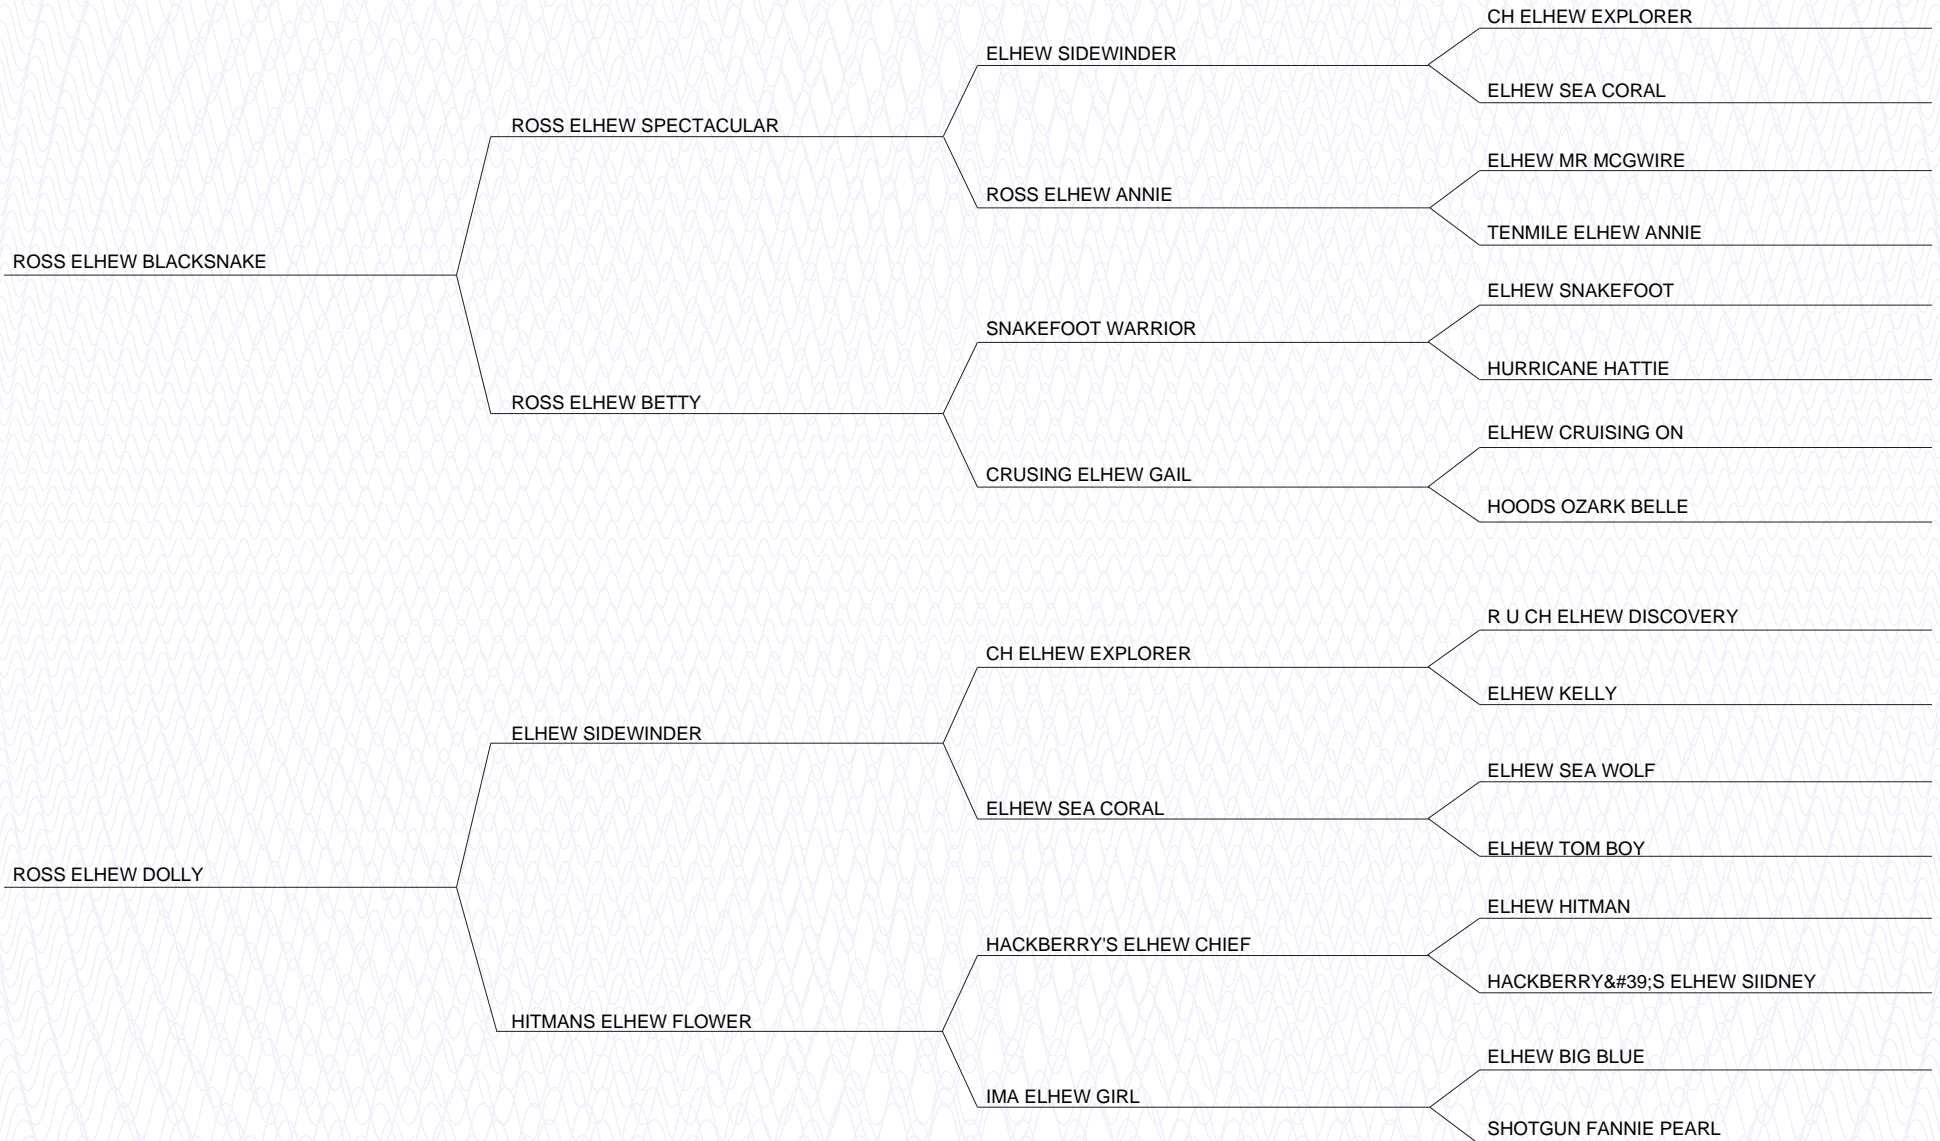 CH ELHEW EXPLORER
ELHEW SIDEWINDER
ELHEW SEA CORAL
ROSS ELHEW SPECTACULAR
ELHEW MR MCGWIRE
ROSS ELHEW ANNIE
TENMILE ELHEW ANNIE
ROSS ELHEW BLACKSNAKE
ELHEW SNAKEFOOT
SNAKEFOOT WARRIOR
HURRICANE HATTIE
ROSS ELHEW BETTY
ELHEW CRUISING ON
CRUSING ELHEW GAIL
HOODS OZARK BELLE
R U CH ELHEW DISCOVERY
CH ELHEW EXPLORER
ELHEW KELLY
ELHEW SIDEWINDER
ELHEW SEA WOLF
ELHEW SEA CORAL
ELHEW TOM BOY
ROSS ELHEW DOLLY
ELHEW HITMAN
HACKBERRY'S ELHEW CHIEF
HACKBERRY&#39;S ELHEW SIIDNEY
HITMANS ELHEW FLOWER
ELHEW BIG BLUE
IMA ELHEW GIRL
SHOTGUN FANNIE PEARL